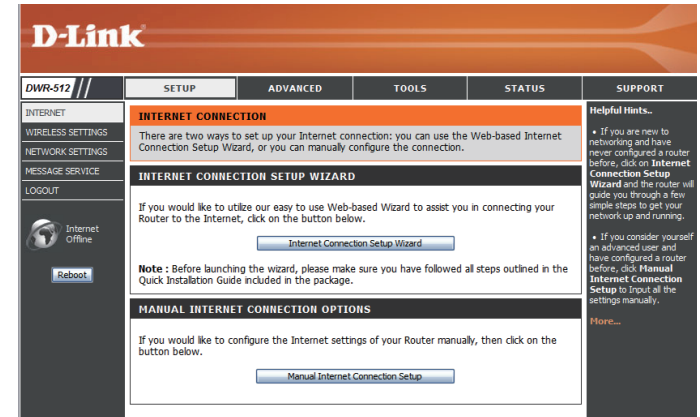 D-Link
DWR-512
SETUP
ADVANCED
TOOLS
STATUS
SUPPORT
INTERNET
WIRELESS SETTINGS
NETWORK SETTINGS
MESSAGE SERVICE
LOGOUT
Internet
Offline
Reboot
INTERNET CONNECTION
There are two ways to set up your Internet connection: you can use the Web-based Internet
Connection Setup Wizard, or you can manually configure the connection.
INTERNET CONNECTION SETUP WIZARD
If you would like to utilize our easy to use Web-based Wizard to assist you in connecting your
Router to the Internet, click on the button below.
Internet Connection Setup Wizard
Note : Before launching the wizard, please make sure you have followed all steps outlined in the
Quick Installation Guide included in the package.
MANUAL INTERNET CONNECTION OPTIONS
If you would like to configure the Internet settings of your Router manually, then click on the
button below.
Manual Internet Connection Setup
Helpful Hints..
• If you are new to
networking and have
never configured a router
before, click on Internet
Connection Setup
Wizard and the router will
guide you through a few
simple steps to get your
network up and running.
• If you consider yourself
an advanced user and
have configured a router
before, click Manual
Internet Connection
Setup to Input all the
settings manually.
More...